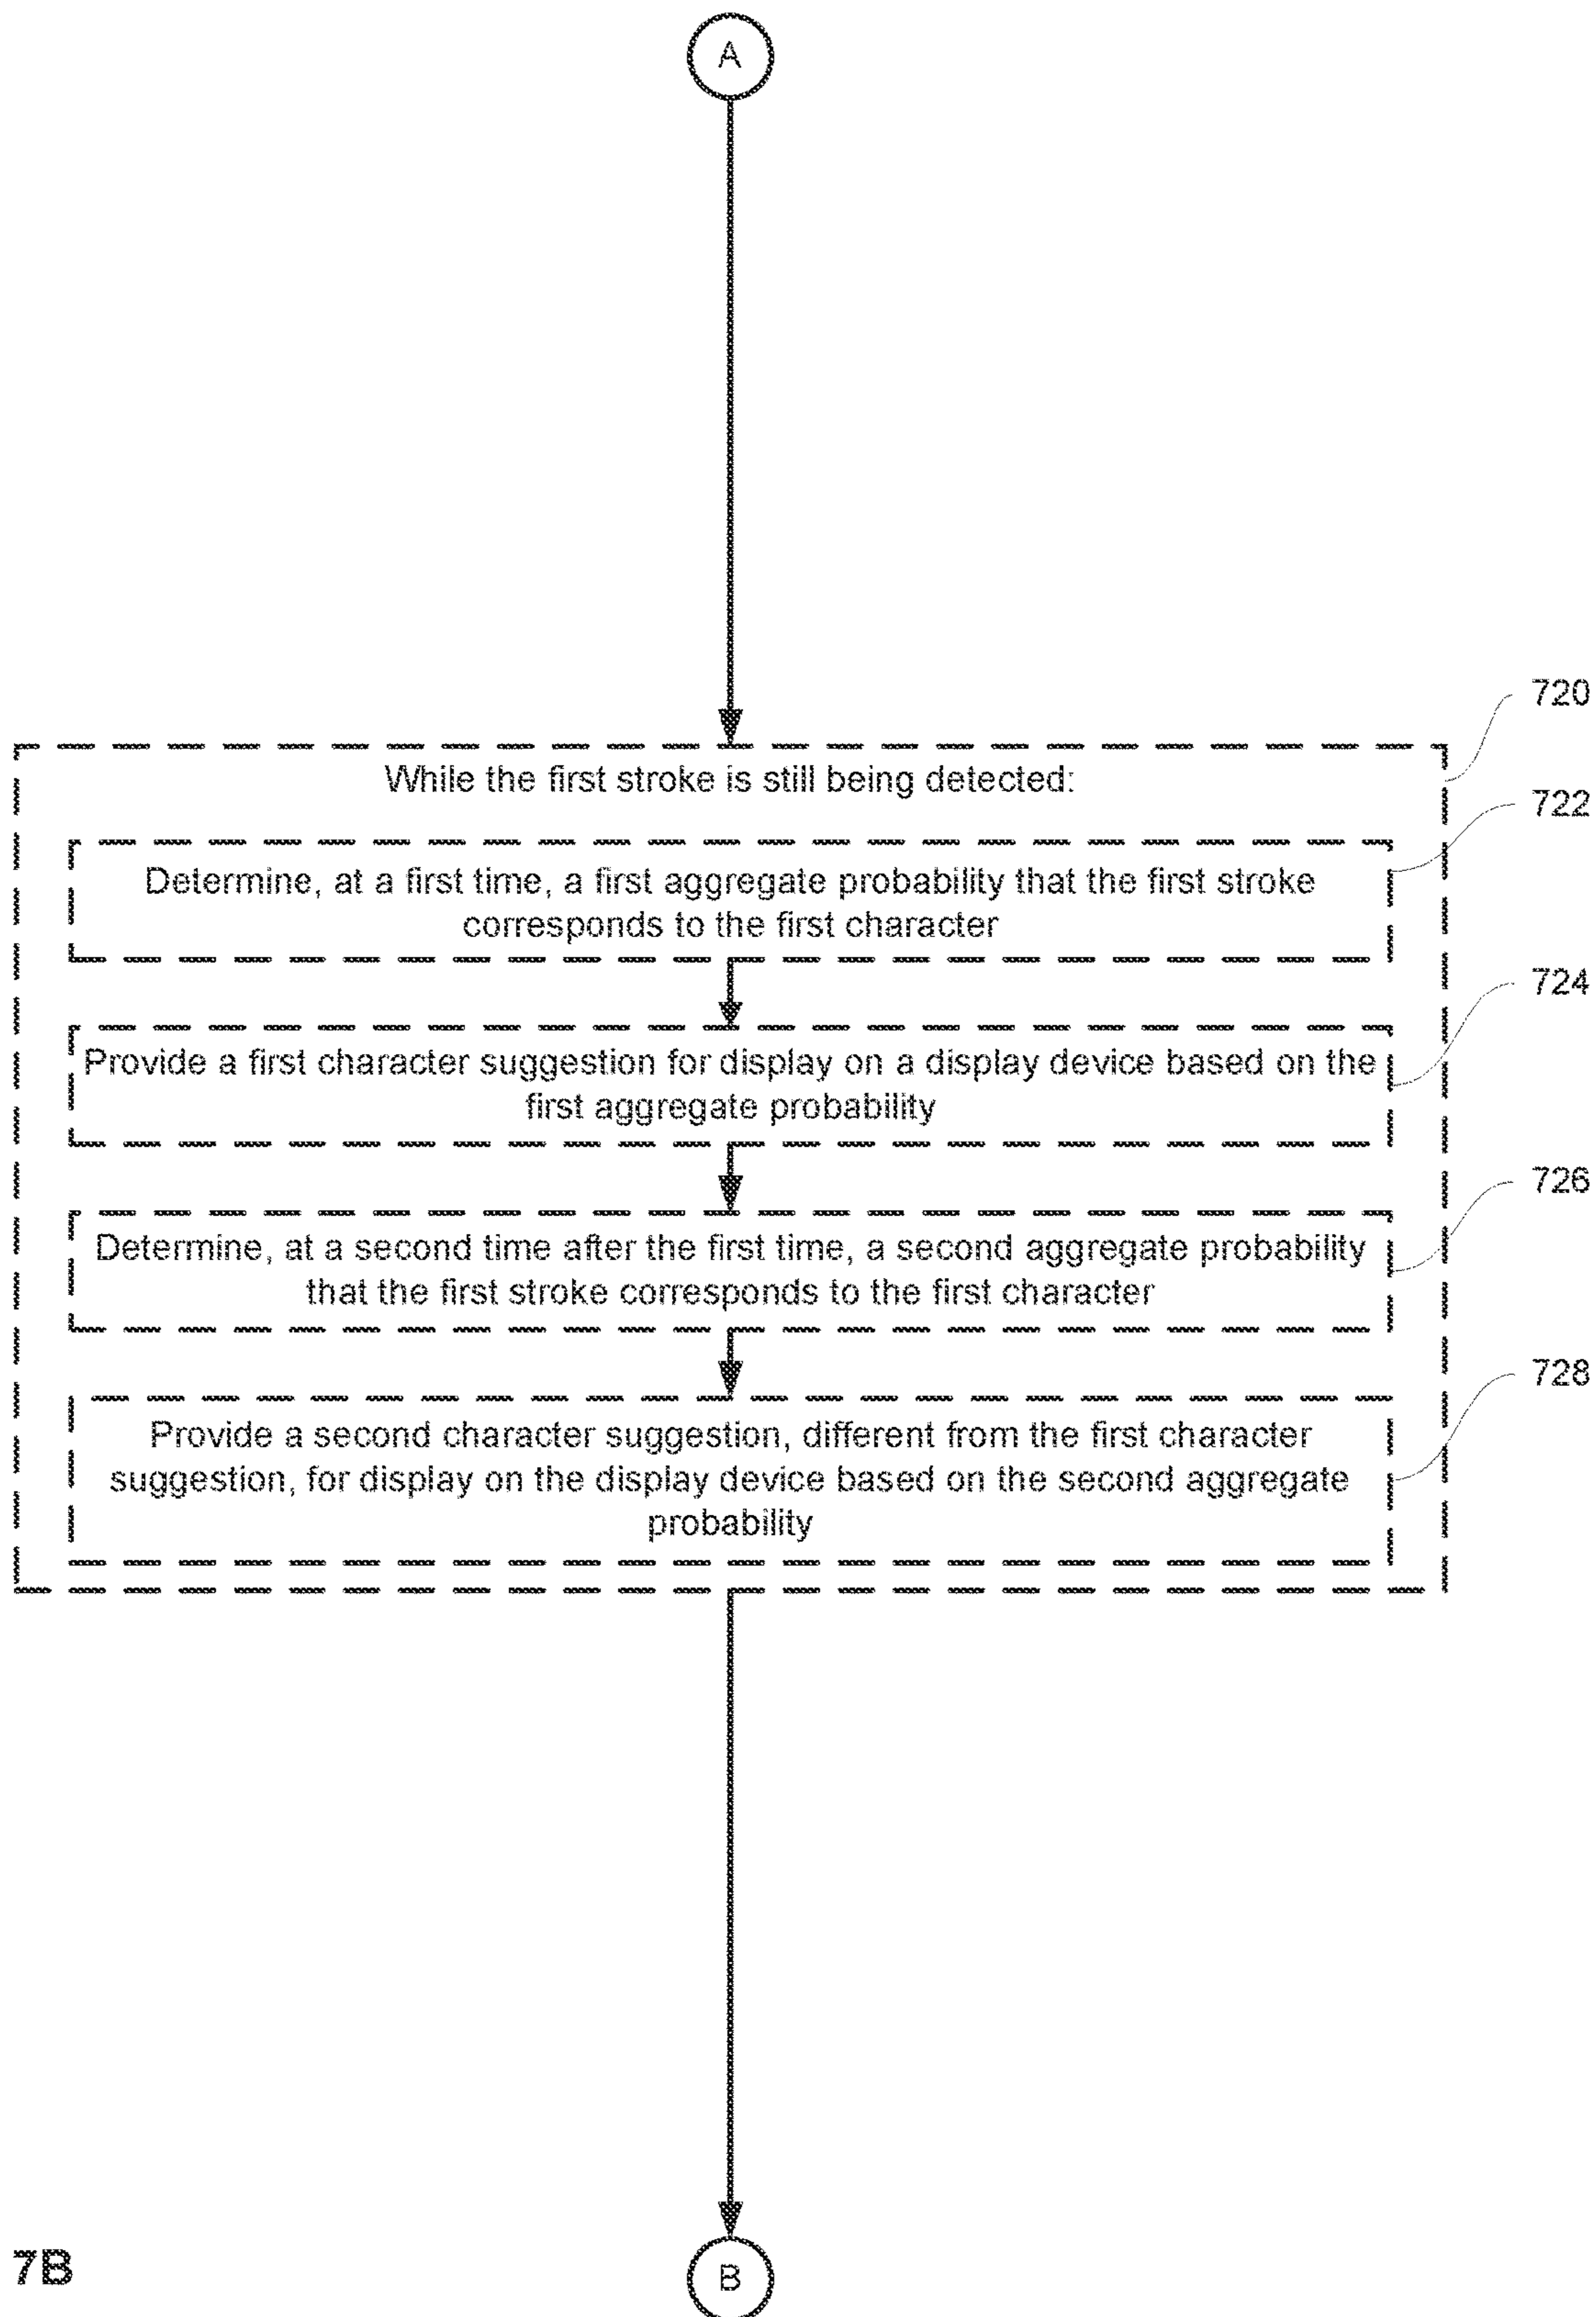 A
720
While the first stroke is still being detected:
722
Determine, at a first time, a first aggregate probability that the first stroke
corresponds to the first character
724
Provide a first character suggestion for display on a display device based on the
first aggregate probability
726
Determine, at a second time after the first time, a second aggregate probability
that the first stroke corresponds to the first character
728
Provide a second character suggestion, different from the first character
suggestion, for display on the display device based on the second aggregate
probability
7B
B